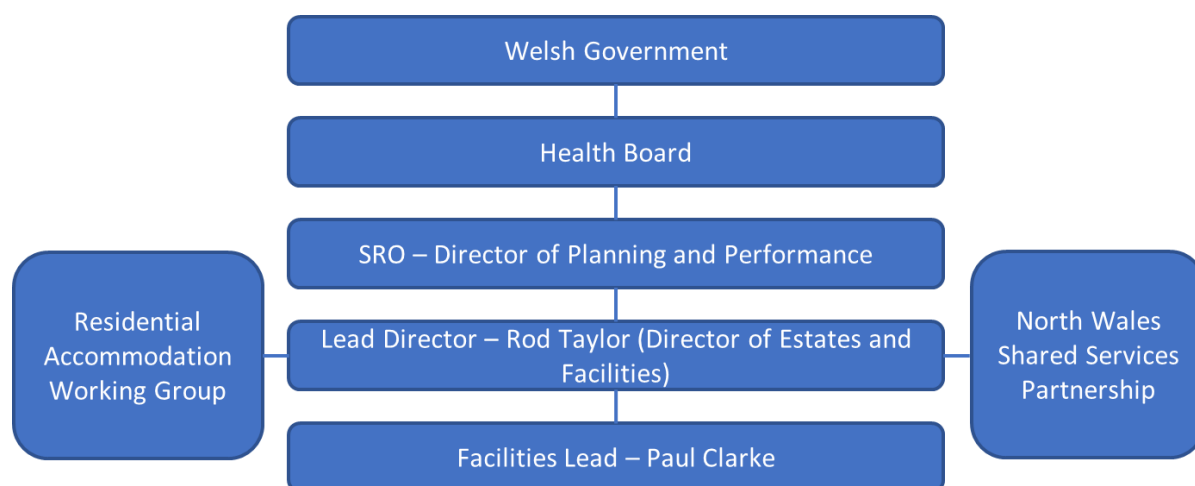 Welsh Government
Health Board
SRO – Director of Planning and Performance
Residential
Accommodation
Working Group
Lead Director – Rod Taylor (Director of Estates and
Facilities)
North Wales
Shared Services
Partnership
Facilities Lead – Paul Clarke